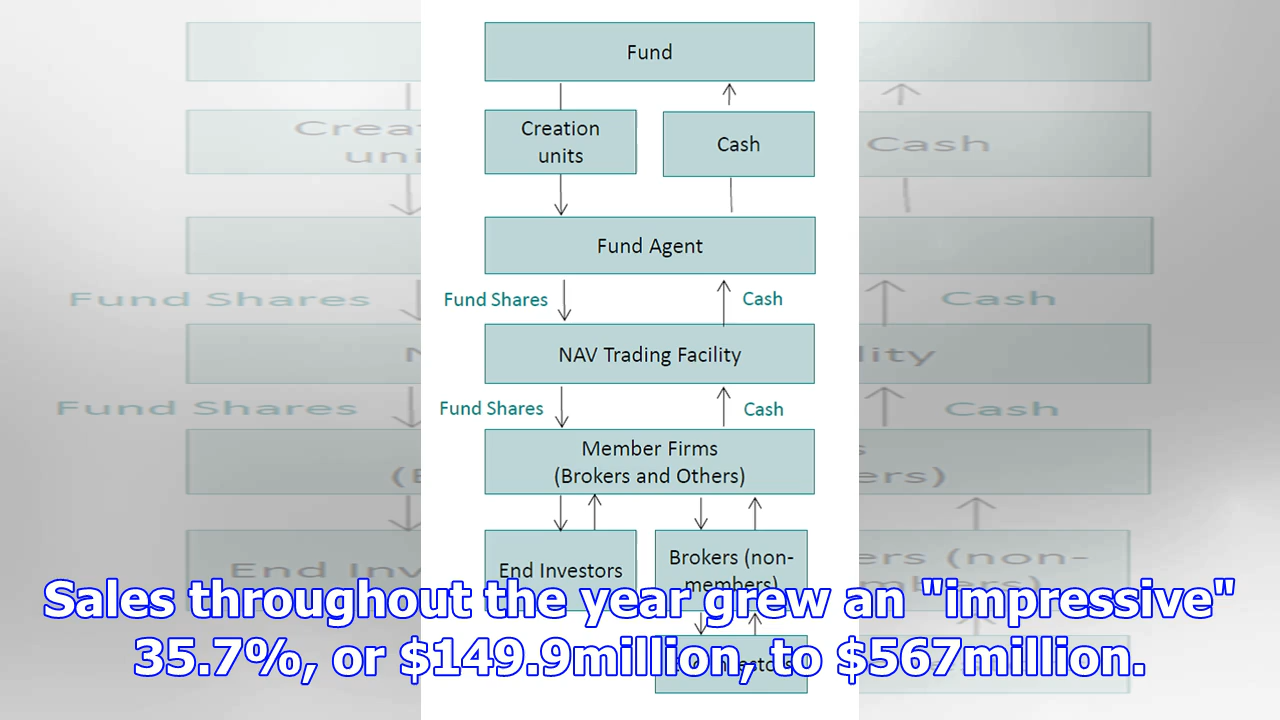 Fund
Creation
units
Cash
Fund Agent
Fund Shares
Cash
NAV Trading Facility
Fund Shares
Cash
Member Firms
(Brokers and Others)
End Investors
Brokers (non-
members)
Sales throughout the year grew an "impressive"
35.7%, or $149.9million, to $567million.